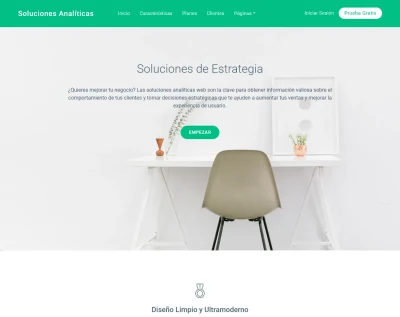 Soluciones Analíticas
Inicio Características Planes Clientes Páginas
Iniciar Sesión Prueba Gratis
Soluciones de Estrategia
¿Quieres mejorar tu negocio? Las soluciones analíticas web son la clave para obtener información valiosa sobre el
comportamiento de tus clientes y tomar decisiones estratégicas que te ayuden a aumentar tus ventas y mejorar la
experiencia de usuario.
EMPEZAR
Diseño Limpio y Ultramoderno